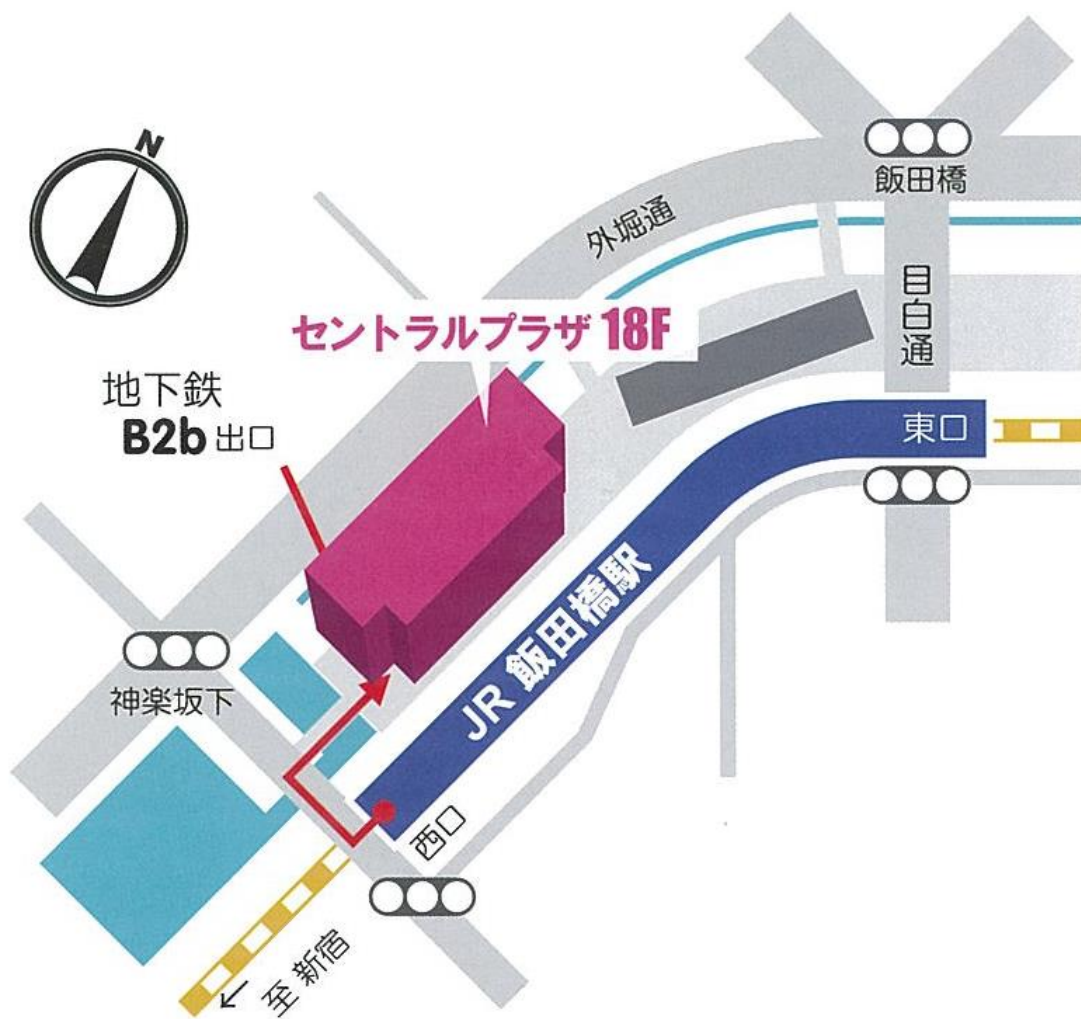 N
飯田橋
外堀通
目白通
セントラルプラザ 18F
地下鉄
B2b 出口
東口
JR 飯田橋駅
神楽坂下
西口
至 新宿